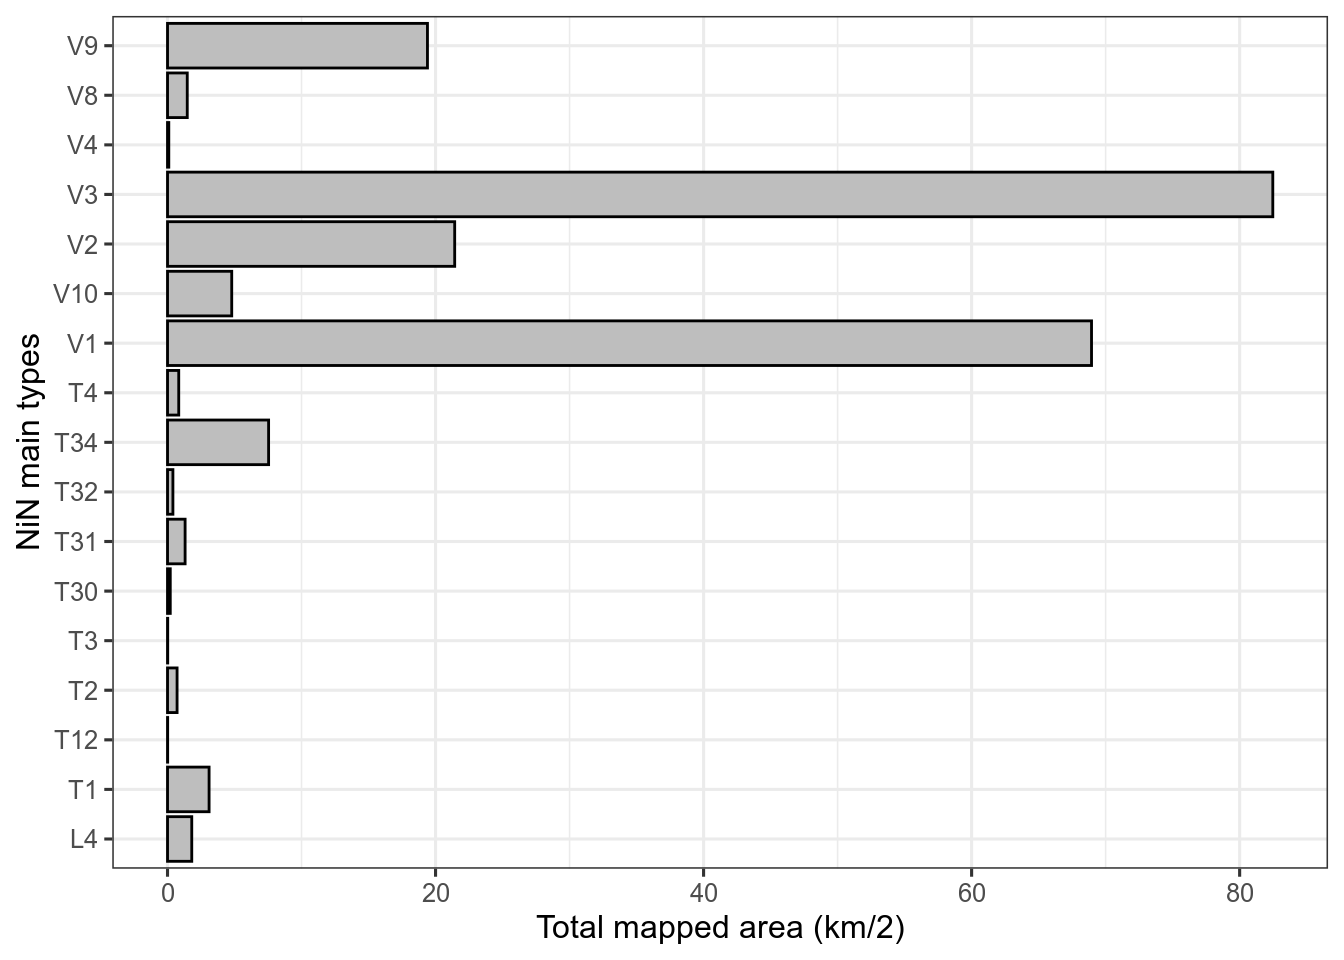 V9
V8
V4
V3
V2
V10
V1
T4
T34
T32
T31
T30
T3
T2
T12
T1
L4
NiN main types
0 20 40 60 80
Total mapped area (km/2)